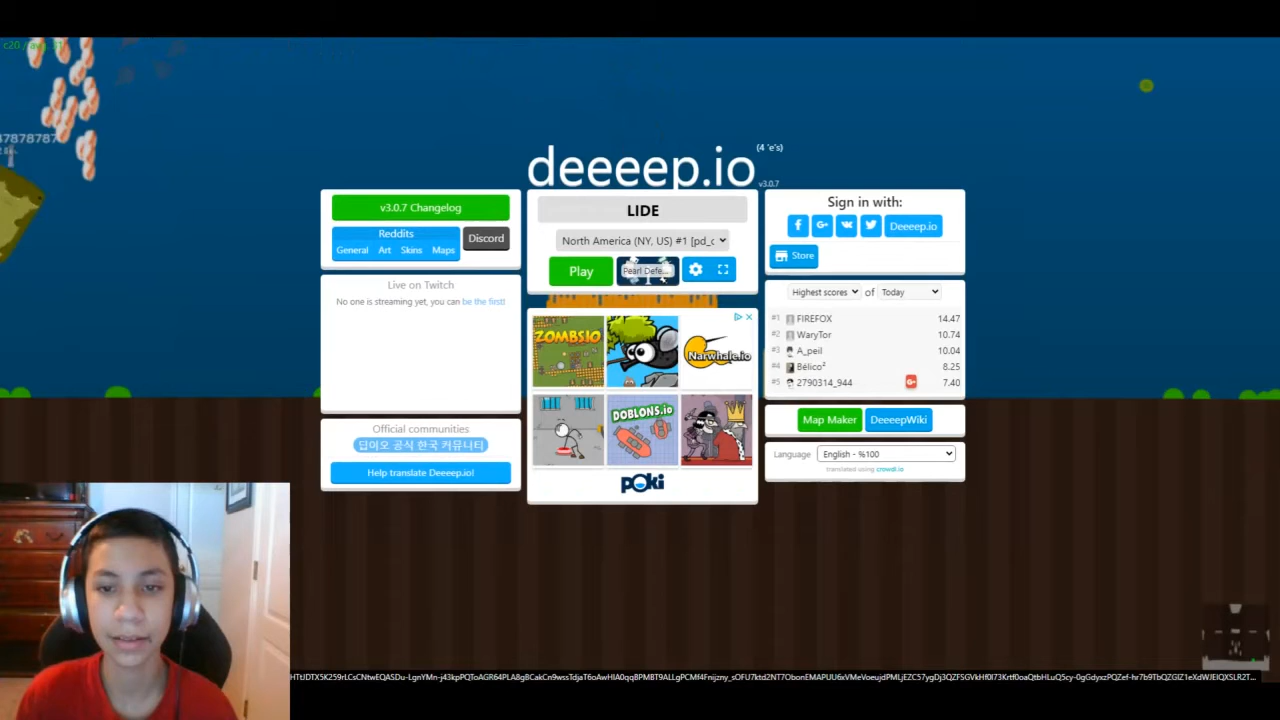 deeeep.io
(4 'e's)
v3.0.7
v3.0.7 Changelog
Reddits
General Art Skins Maps
Discord
Live on Twitch
No one is streaming yet, you can be the first!
Official communities
딥이오 공식 한국 커뮤니티
Help translate Deeeep.io!
LIDE
North America (NY, US) #1 [pd_c
Play
Pearl Defe...
ZOMBS.IO
Narwhale.io
DOBLONS.io
POKi
Sign in with:
Deeeep.io
Store
Highest scores of Today
#1 FIREFOX 14.47
#2 WaryTor 10.74
#3 A_peil 10.04
#4 Bélico² 8.25
#5 2790314_944 7.40
Map Maker
DeeeepWiki
Language English - %100
translated using crowdl.io